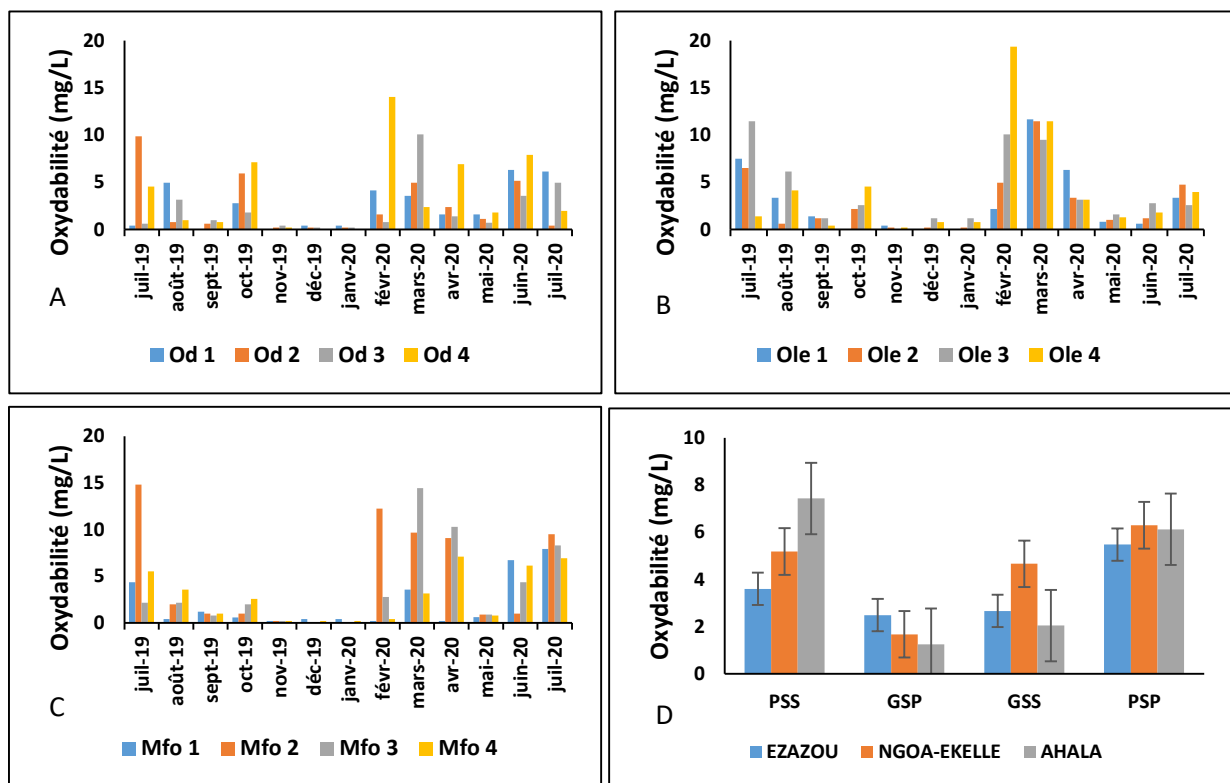 Oxydabilité (mg/L)
20
15
10
5
0
juil-19
août-19
sept-19
oct-19
nov-19
déc-19
janv-20
févr-20
mars-20
avr-20
mai-20
juin-20
juil-20
A
Od 1 Od 2 Od 3 Od 4
Oxydabilité (mg/L)
20
15
10
5
0
juil-19
août-19
sept-19
oct-19
nov-19
déc-19
janv-20
févr-20
mars-20
avr-20
mai-20
juin-20
juil-20
B
Ole 1 Ole 2 Ole 3 Ole 4
Oxydabilité (mg/L)
20
15
10
5
0
juil-19
août-19
sept-19
oct-19
nov-19
déc-19
janv-20
févr-20
mars-20
avr-20
mai-20
juin-20
juil-20
C
Mfo 1 Mfo 2 Mfo 3 Mfo 4
Oxydabilité (mg/L)
10
8
6
4
2
0
PSS GSP GSS PSP
D
EZAZOU NGOA-EKELLE AHALA